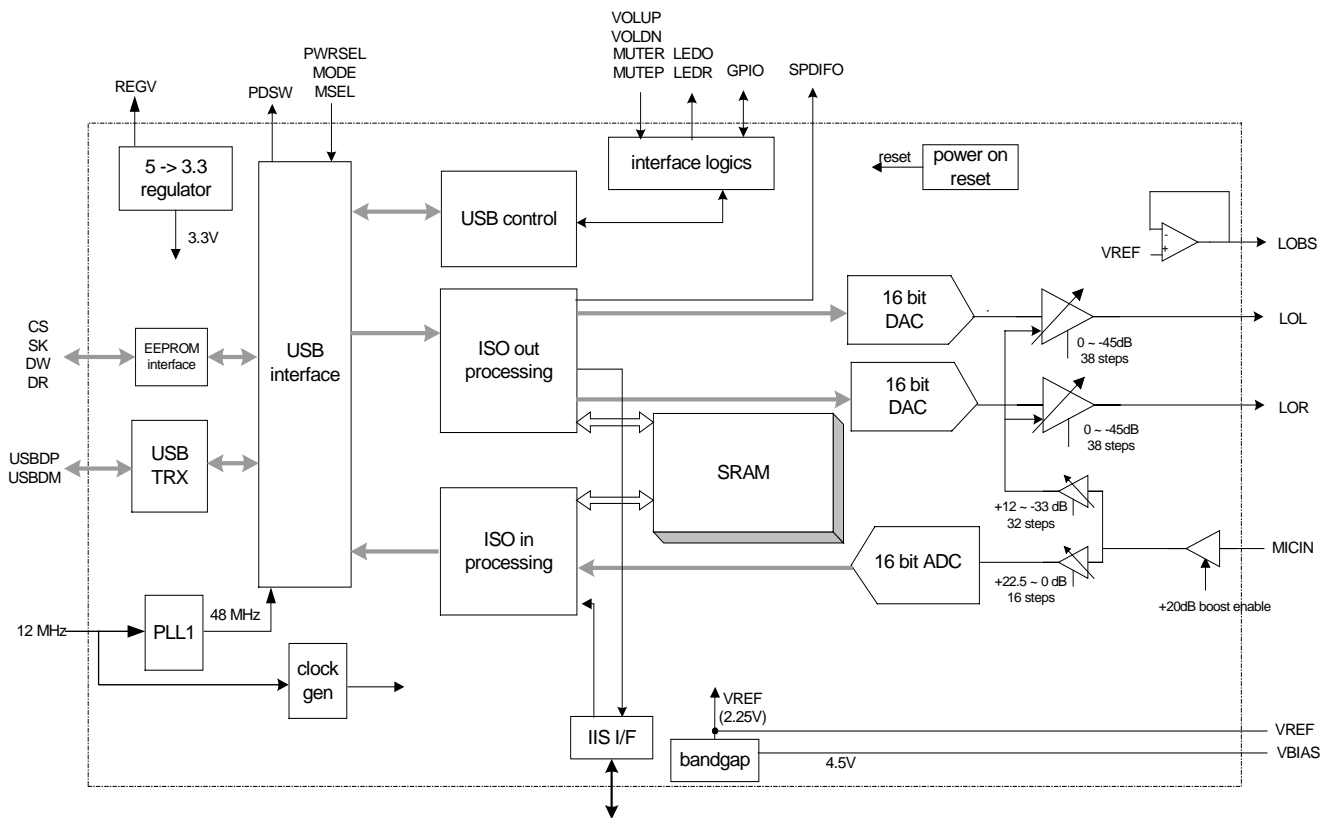 VOLUP
VOLDN
MUTER
MUTEP
LEDO
LEDR
GPIO
SPDIFO
PWRSEL
MODE
MSEL
REGV
PDSW
5 -> 3.3
regulator
3.3V
interface logics
reset
power on
reset
USB control
VREF
-
+
LOBS
CS
SK
DW
DR
EEPROM
interface
USB
interface
ISO out
processing
16 bit
DAC
0 ~ -45dB
38 steps
LOL
16 bit
DAC
0 ~ -45dB
38 steps
LOR
USBDP
USBDM
USB
TRX
SRAM
+12 ~ -33 dB
32 steps
ISO in
processing
16 bit ADC
+22.5 ~ 0 dB
16 steps
MICIN
+20dB boost enable
12 MHz
PLL1
48 MHz
clock
gen
IIS I/F
VREF
(2.25V)
bandgap
4.5V
VREF
VBIAS